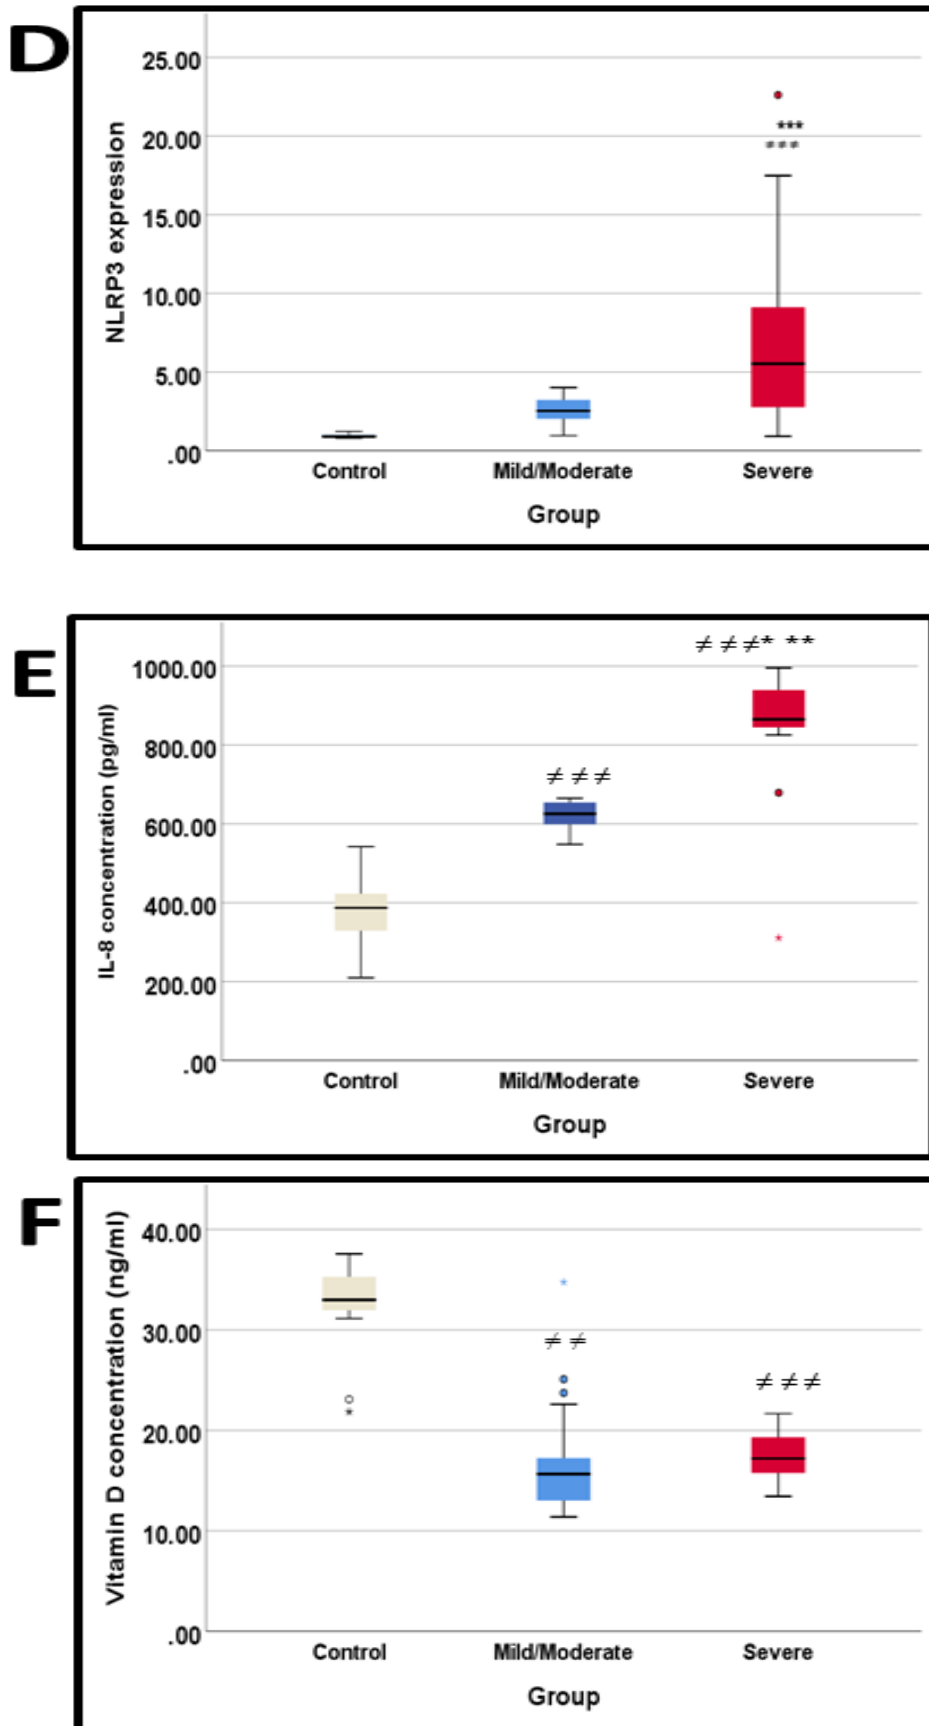 D
NLRP3 expression
25.00
20.00
15.00
10.00
5.00
.00
***
≠≠≠
Control Mild/Moderate Severe
Group
E
IL-8 concentration (pg/ml)
1000.00
800.00
600.00
400.00
200.00
.00
≠≠≠* **
≠≠≠
Control Mild/Moderate Severe
Group
F
Vitamin D concentration (ng/ml)
40.00
30.00
20.00
10.00
.00
≠≠
≠≠≠
Control Mild/Moderate Severe
Group